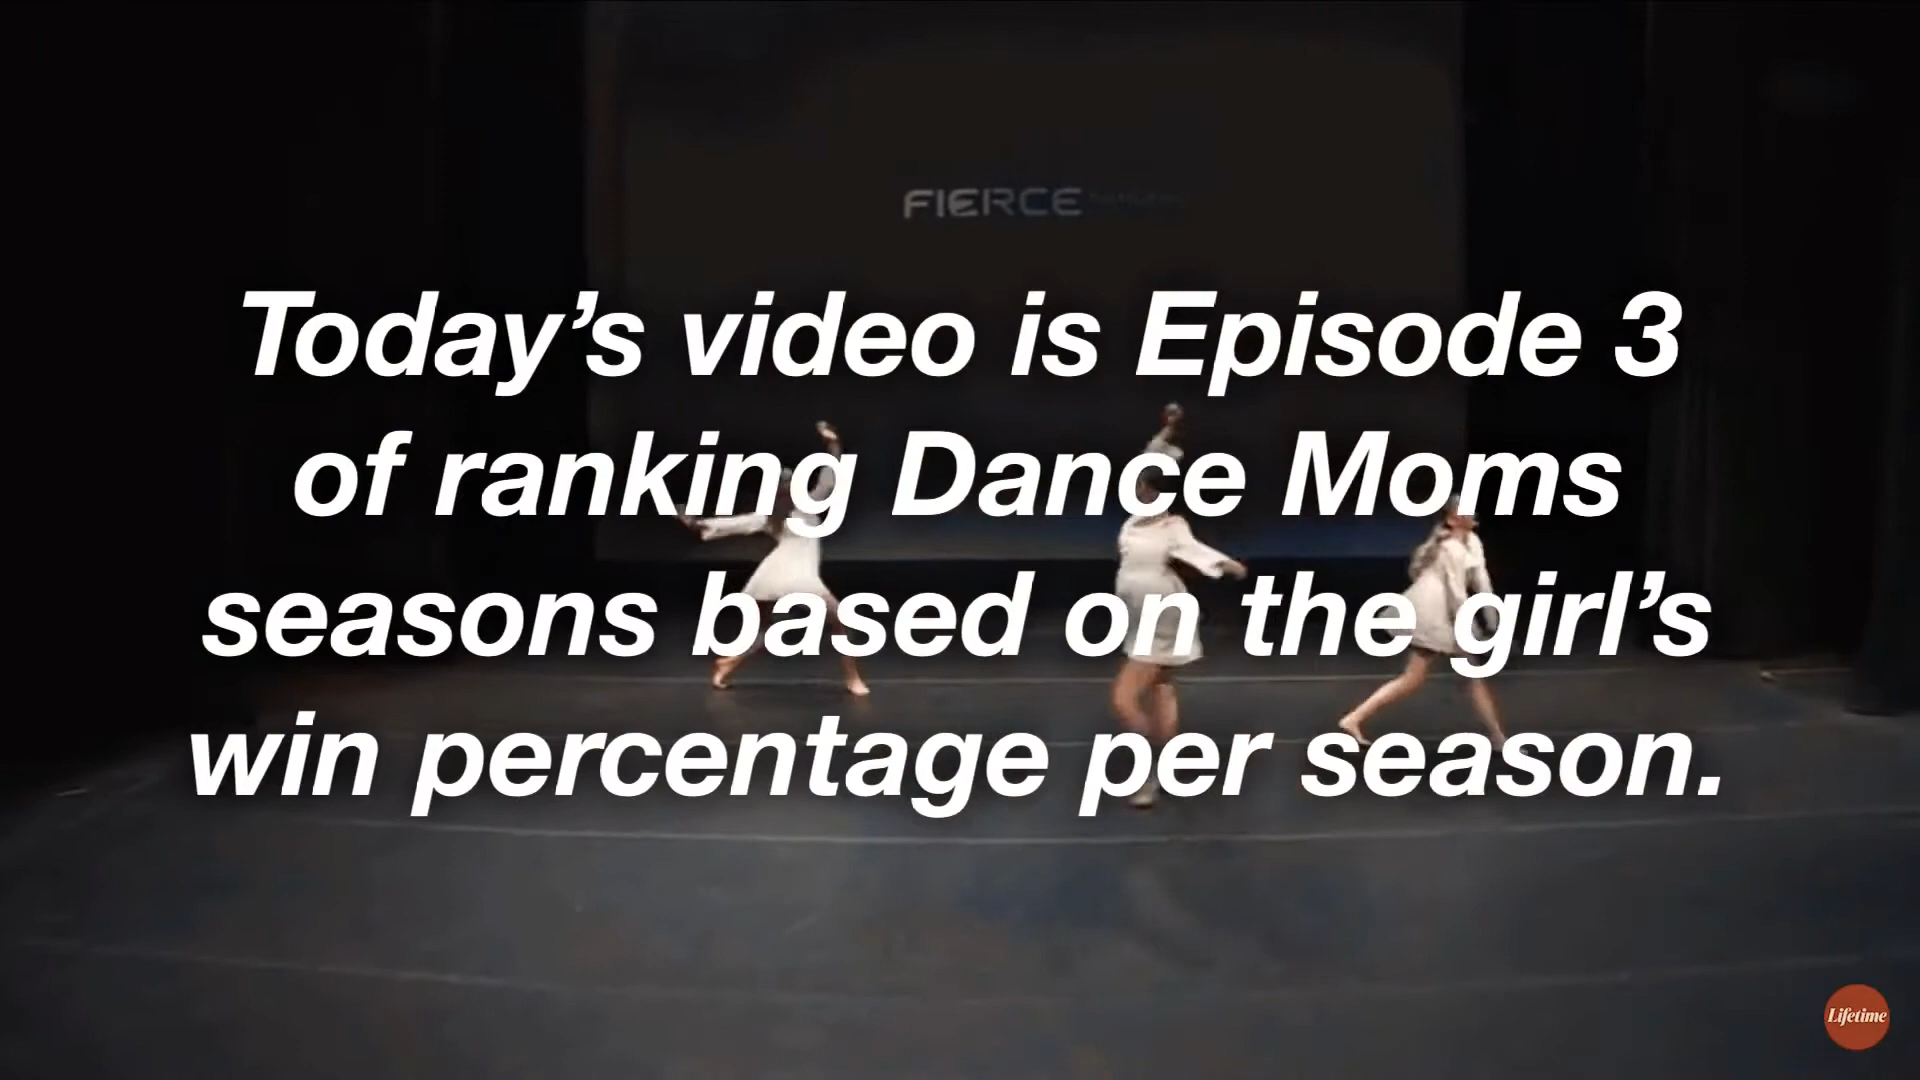 FIERCE
Today’s video is Episode 3
of ranking Dance Moms
seasons based on the girl’s
win percentage per season.
Lifetime